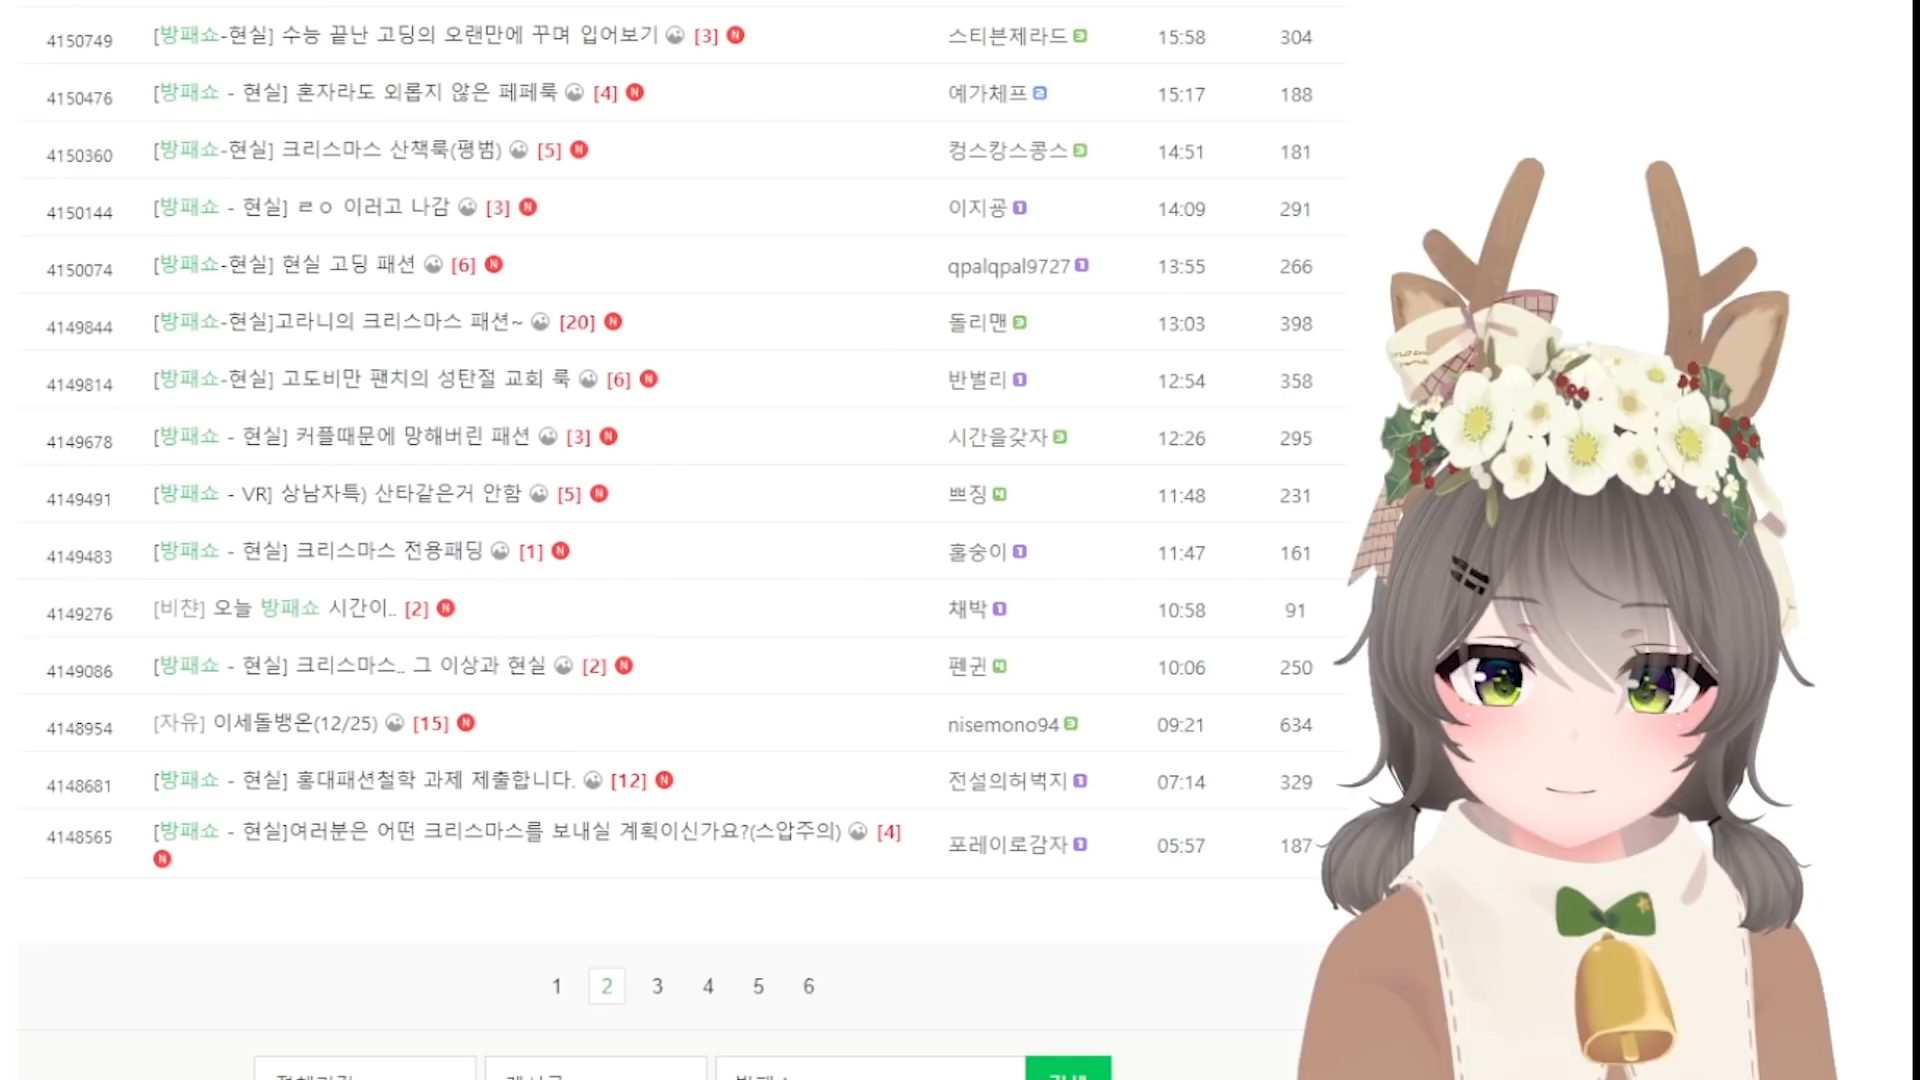 4150749 [방패쇼-현실] 수능 끝난 고딩의 오랜만에 꾸며 입어보기 [3] N 스티븐제라드 3 15:58 304
4150476 [방패쇼 - 현실] 혼자라도 외롭지 않은 페페룩 [4] N 예가체프 2 15:17 188
4150360 [방패쇼-현실] 크리스마스 산책룩(평범) [5] N 컹스캉스콩스 3 14:51 181
4150144 [방패쇼 - 현실] ㄹㅇ 이러고 나감 [3] N 이지굥 1 14:09 291
4150074 [방패쇼-현실] 현실 고딩 패션 [6] N qpalqpal9727 1 13:55 266
4149844 [방패쇼-현실]고라니의 크리스마스 패션~ [20] N 돌리맨 3 13:03 398
4149814 [방패쇼-현실] 고도비만 팬치의 성탄절 교회 룩 [6] N 반벌리 1 12:54 358
4149678 [방패쇼 - 현실] 커플때문에 망해버린 패션 [3] N 시간을갖자 3 12:26 295
4149491 [방패쇼 - VR] 상남자특) 산타같은거 안함 [5] N 쁘징 4 11:48 231
4149483 [방패쇼 - 현실] 크리스마스 전용패딩 [1] N 홀숭이 1 11:47 161
4149276 [비챤] 오늘 방패쇼 시간이.. [2] N 채박 1 10:58 91
4149086 [방패쇼 - 현실] 크리스마스.. 그 이상과 현실 [2] N 펜귄 4 10:06 250
4148954 [자유] 이세돌뱅온(12/25) [15] N nisemono94 3 09:21 634
4148681 [방패쇼 - 현실] 홍대패션철학 과제 제출합니다. [12] N 전설의허벅지 1 07:14 329
4148565 [방패쇼 - 현실]여러분은 어떤 크리스마스를 보내실 계획이신가요?(스압주의) [4] 포레이로감자 1 05:57 187
N
1 2 3 4 5 6